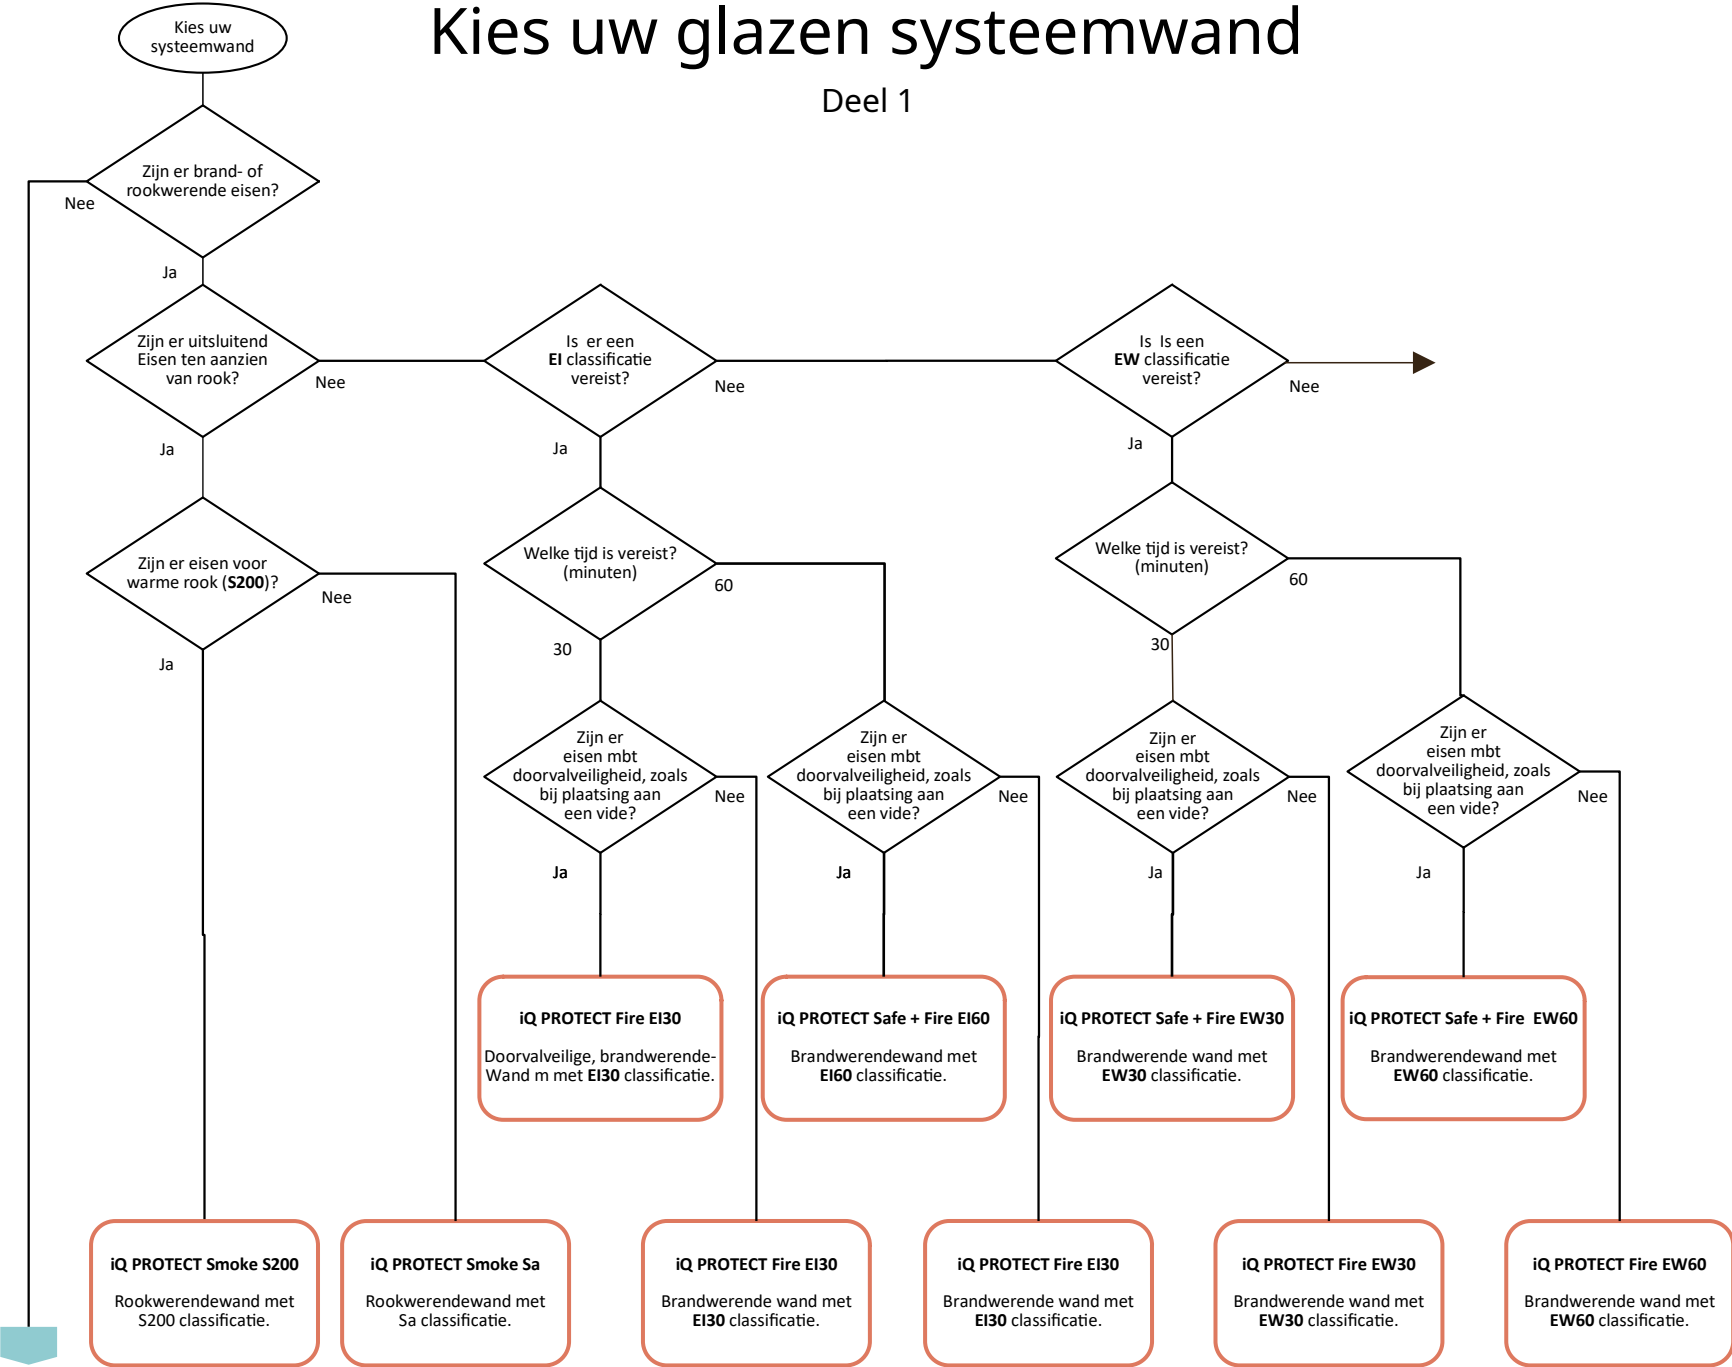 Kies uw glazen systeemwand
Deel 1
Kies uw
systeemwand
Zijn er brand- of
rookwerende eisen?
Nee
Ja
Zijn er uitsluitend
Eisen ten aanzien
van rook?
Nee
Ja
Is er een
EI classificatie
vereist?
Nee
Ja
Is Is een
EW classificatie
vereist?
Nee
Ja
Zijn er eisen voor
warme rook (S200)?
Nee
Ja
Welke tijd is vereist?
(minuten)
60
30
Welke tijd is vereist?
(minuten)
60
30
Zijn er
eisen mbt
doorvalveiligheid, zoals
bij plaatsing aan
een vide?
Nee
Ja
Zijn er
eisen mbt
doorvalveiligheid, zoals
bij plaatsing aan
een vide?
Nee
Ja
Zijn er
eisen mbt
doorvalveiligheid, zoals
bij plaatsing aan
een vide?
Nee
Ja
Zijn er
eisen mbt
doorvalveiligheid, zoals
bij plaatsing aan
een vide?
Nee
Ja
iQ PROTECT Fire EI30
Doorvalveilige, brandwerende-
Wand m met EI30 classificatie.
iQ PROTECT Safe + Fire EI60
Brandwerendewand met
EI60 classificatie.
iQ PROTECT Safe + Fire EW30
Brandwerende wand met
EW30 classificatie.
iQ PROTECT Safe + Fire EW60
Brandwerendewand met
EW60 classificatie.
iQ PROTECT Smoke S200
Rookwerendewand met
S200 classificatie.
iQ PROTECT Smoke Sa
Rookwerendewand met
Sa classificatie.
iQ PROTECT Fire EI30
Brandwerende wand met
EI30 classificatie.
iQ PROTECT Fire EI30
Brandwerende wand met
EI30 classificatie.
iQ PROTECT Fire EW30
Brandwerende wand met
EW30 classificatie.
iQ PROTECT Fire EW60
Brandwerende wand met
EW60 classificatie.